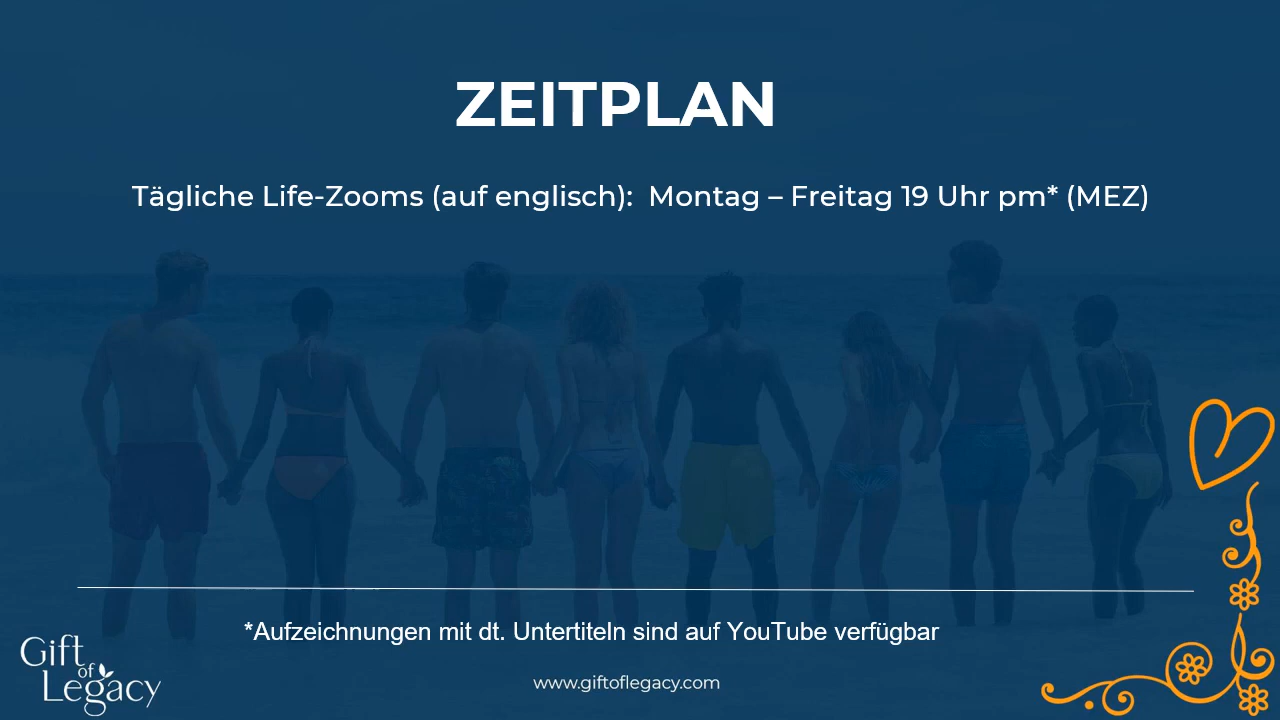 ZEITPLAN
Tägliche Life-Zooms (auf englisch):  Montag – Freitag 19 Uhr pm* (MEZ)
*Aufzeichnungen mit dt. Untertiteln sind auf YouTube verfügbar
Gift
of
Legacy
www.giftoflegacy.com